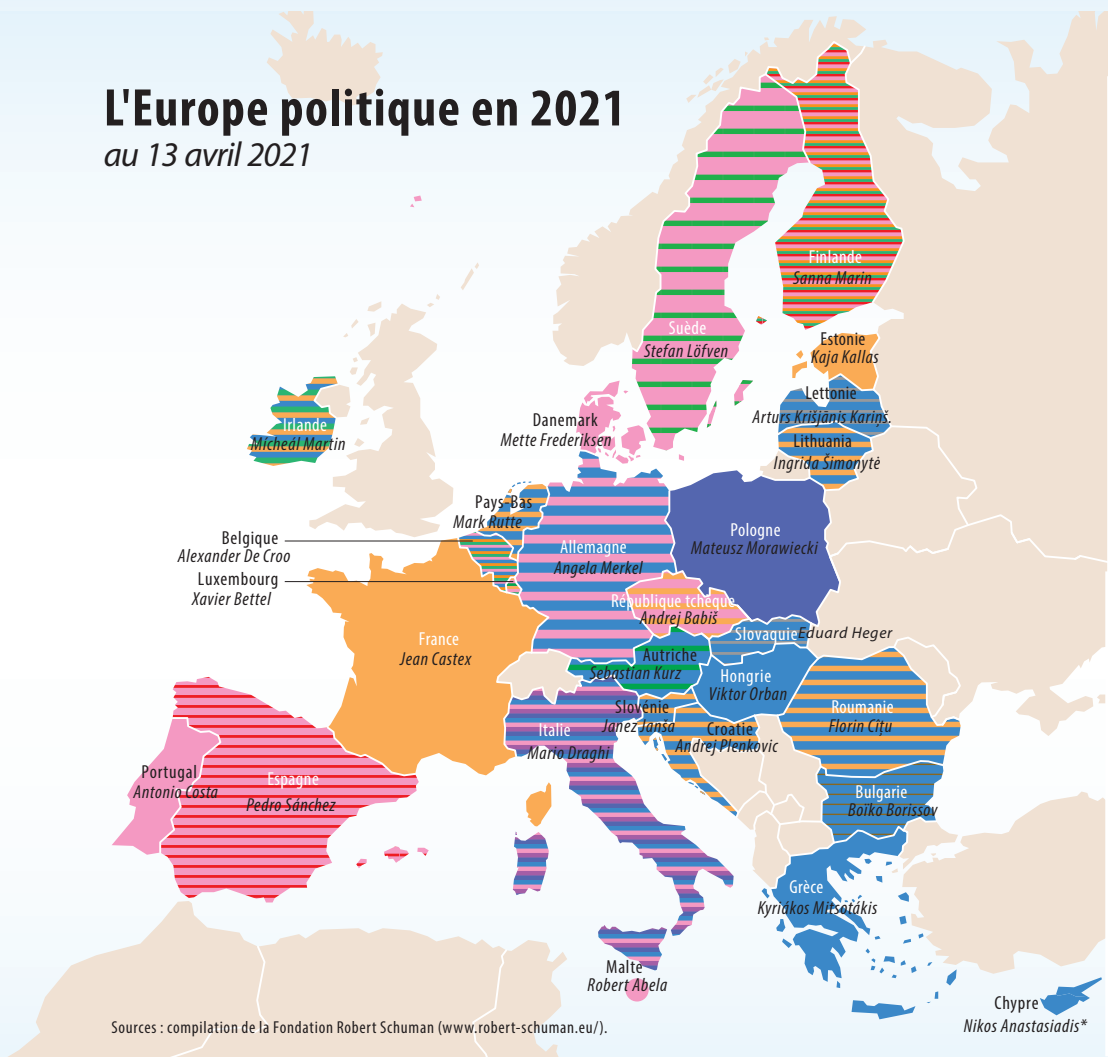 L'Europe politique en 2021
au 13 avril 2021
Finlande
Sanna Marin
Suède
Stefan Löfven
Estonie
Kaja Kallas
Lettonie
Arturs Krišjānis Kariņš.
Lithuania
Ingrida Šimonytė
Danemark
Mette Frederiksen
Irlande
Micheál Martin
Pays-Bas
Mark Rutte
Belgique
Alexander De Croo
Luxembourg
Xavier Bettel
Allemagne
Angela Merkel
Pologne
Mateusz Morawiecki
République tchèque
Andrej Babiš
Slovaquie
Eduard Heger
France
Jean Castex
Autriche
Sebastian Kurz
Hongrie
Viktor Orban
Slovénie
Janez Janša
Croatie
Andrej Plenkovic
Roumanie
Florin Cîțu
Italie
Mario Draghi
Portugal
Antonio Costa
Espagne
Pedro Sánchez
Bulgarie
Boïko Borissov
Grèce
Kyriákos Mitsotákis
Malte
Robert Abela
Chypre
Nikos Anastasiadis*
Sources : compilation de la Fondation Robert Schuman (www.robert-schuman.eu/).